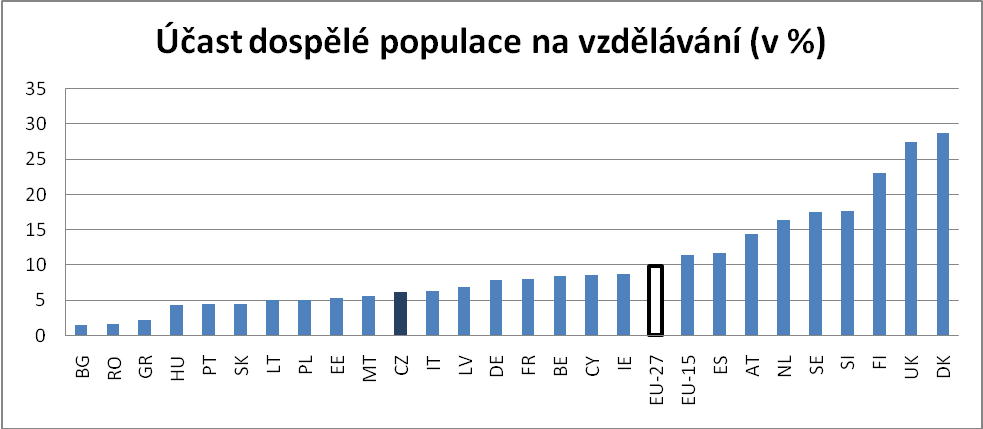 Účast dospělé populace na vzdělávání (v %)
35
30
25
20
15
10
5
0
BG
RO
GR
HU
PT
SK
LT
PL
EE
MT
CZ
IT
LV
DE
FR
BE
CY
IE
EU-27
EU-15
ES
AT
NL
SE
SI
FI
UK
DK